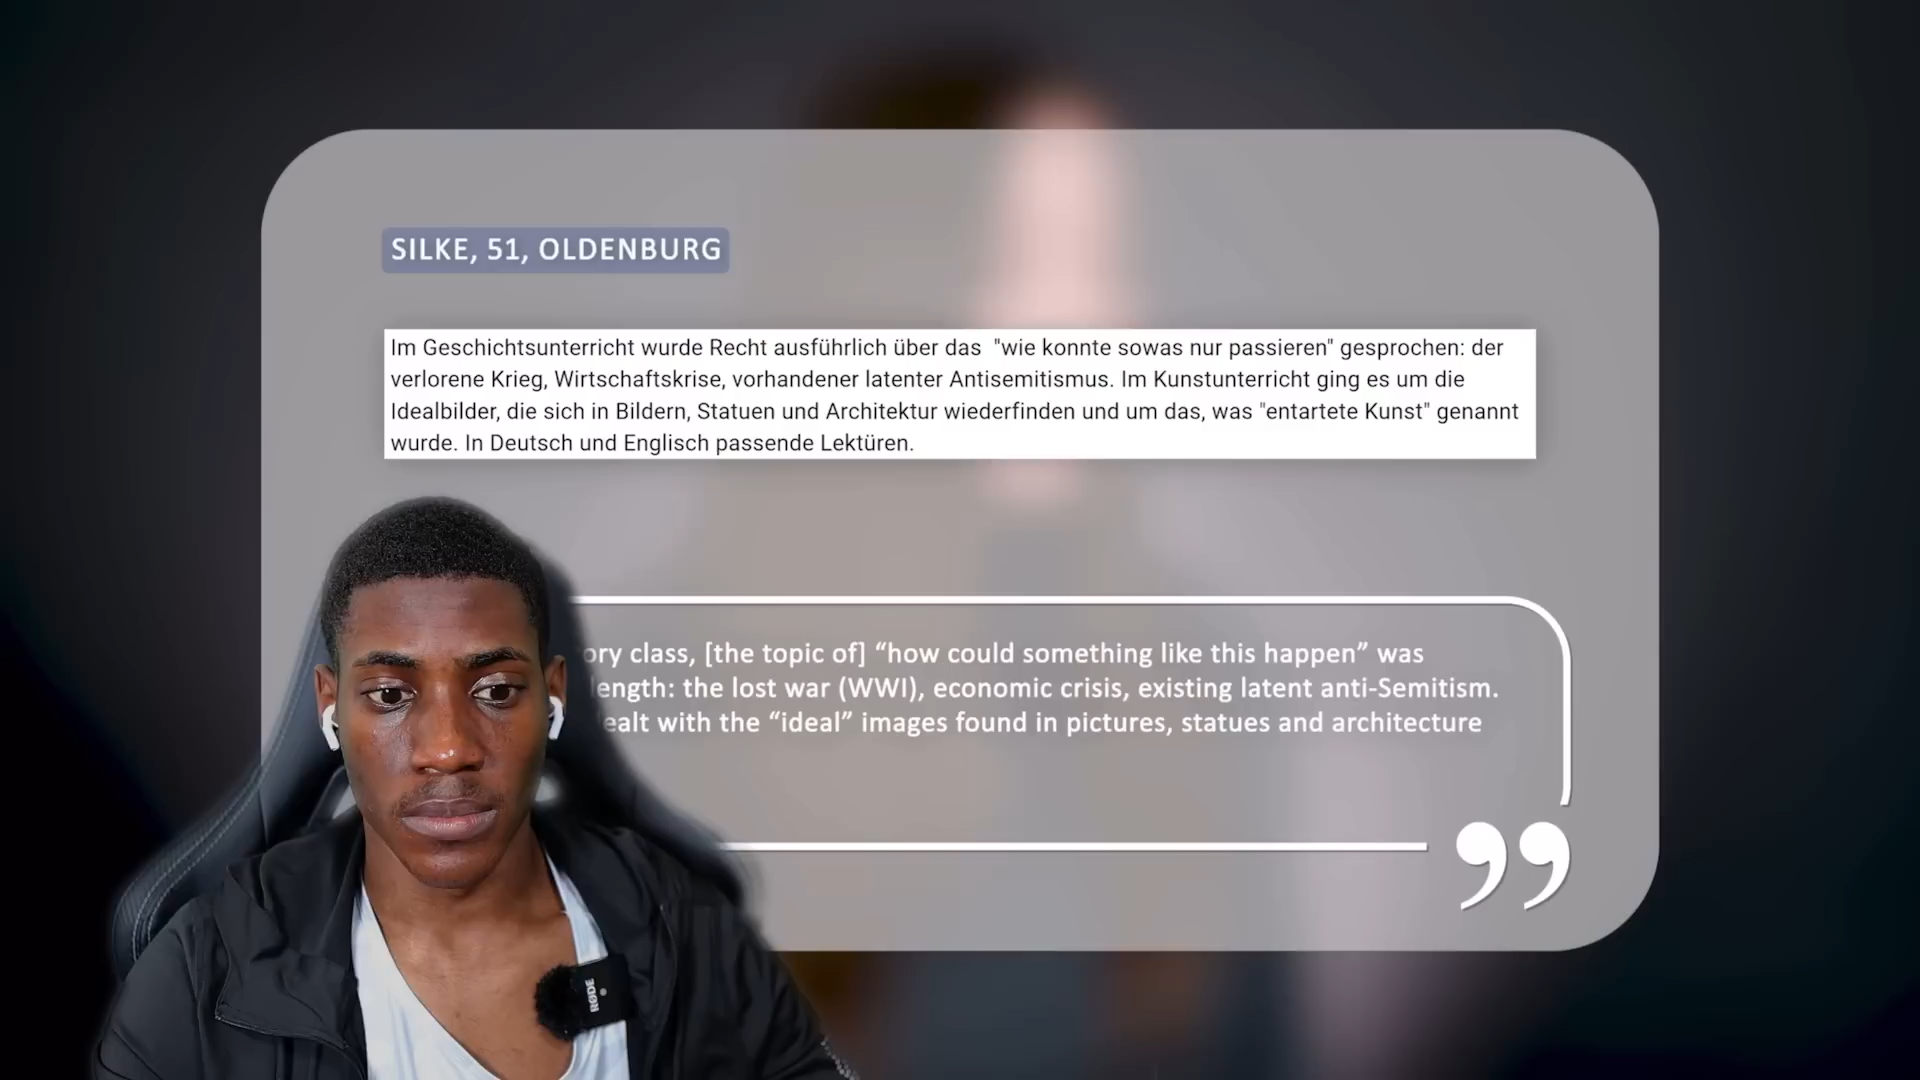 SILKE, 51, OLDENBURG
Im Geschichtsunterricht wurde Recht ausführlich über das "wie konnte sowas nur passieren" gesprochen: der
verlorene Krieg, Wirtschaftskrise, vorhandener latenter Antisemitismus. Im Kunstunterricht ging es um die
Idealbilder, die sich in Bildern, Statuen und Architektur wiederfinden und um das, was "entartete Kunst" genannt
wurde. In Deutsch und Englisch passende Lektüren.
class, [the topic of] “how could something like this happen” was
length: the lost war (WWI), economic crisis, existing latent anti-Semitism.
with the “ideal” images found in pictures, statues and architecture
RØDE